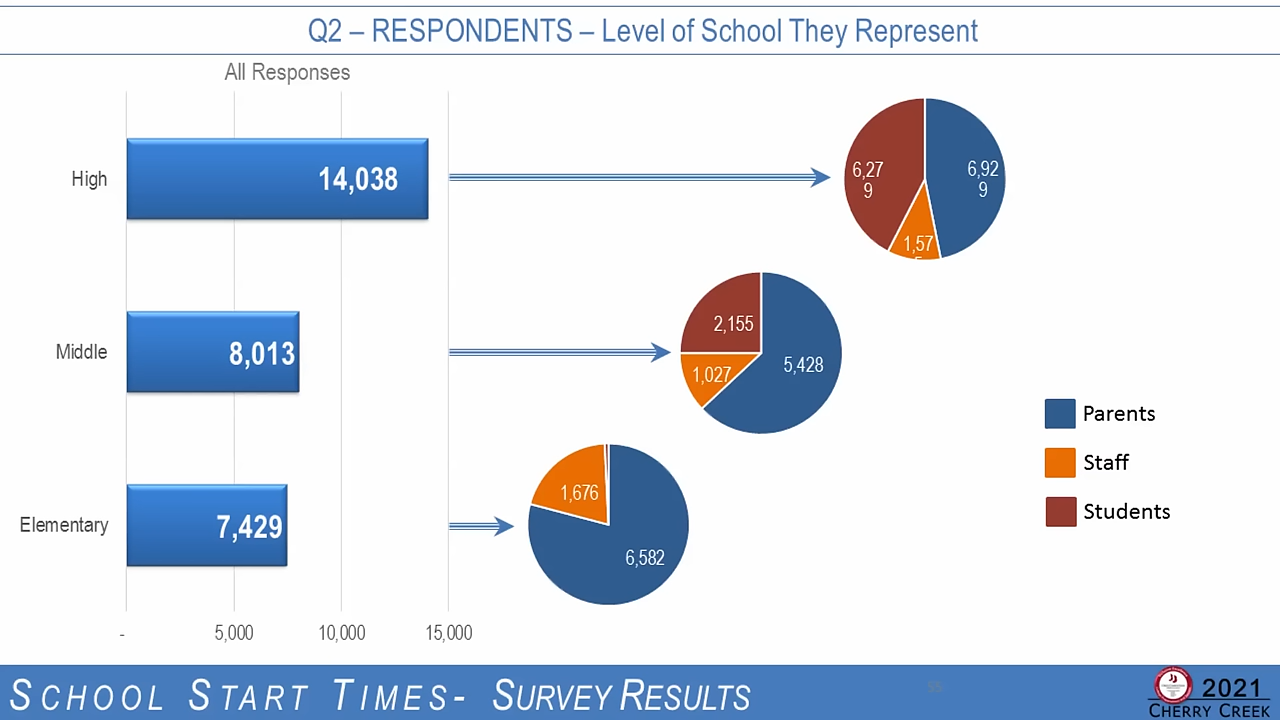 Q2 – RESPONDENTS – Level of School They Represent
All Responses
High
14,038
6,27
9
6,92
9
1,57
Middle
8,013
2,155
1,027
5,428
Elementary
7,429
1,676
6,582
Parents
Staff
Students
-
5,000
10,000
15,000
SCHOOL START TIMES- SURVEY RESULTS
55
2021
CHERRY CREEK